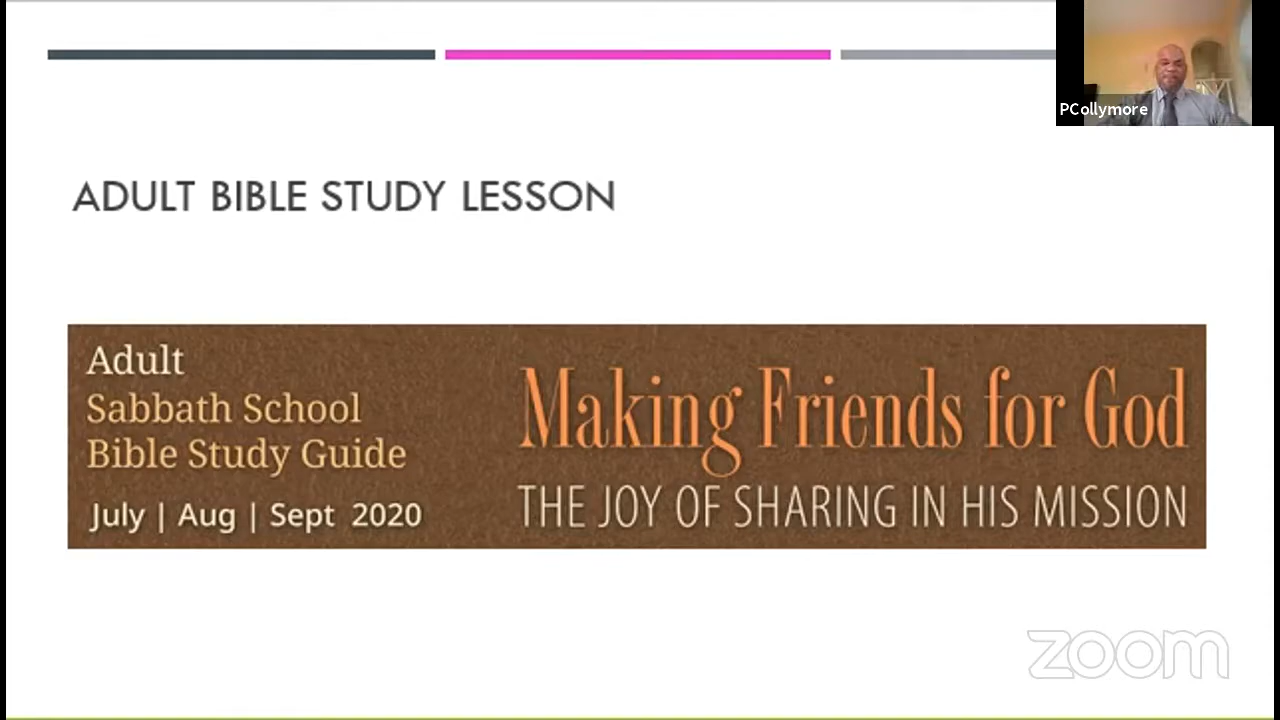 PCollymore
ADULT BIBLE STUDY LESSON
Adult
Sabbath School
Bible Study Guide
July | Aug | Sept 2020
Making Friends for God
THE JOY OF SHARING IN HIS MISSION
zoom